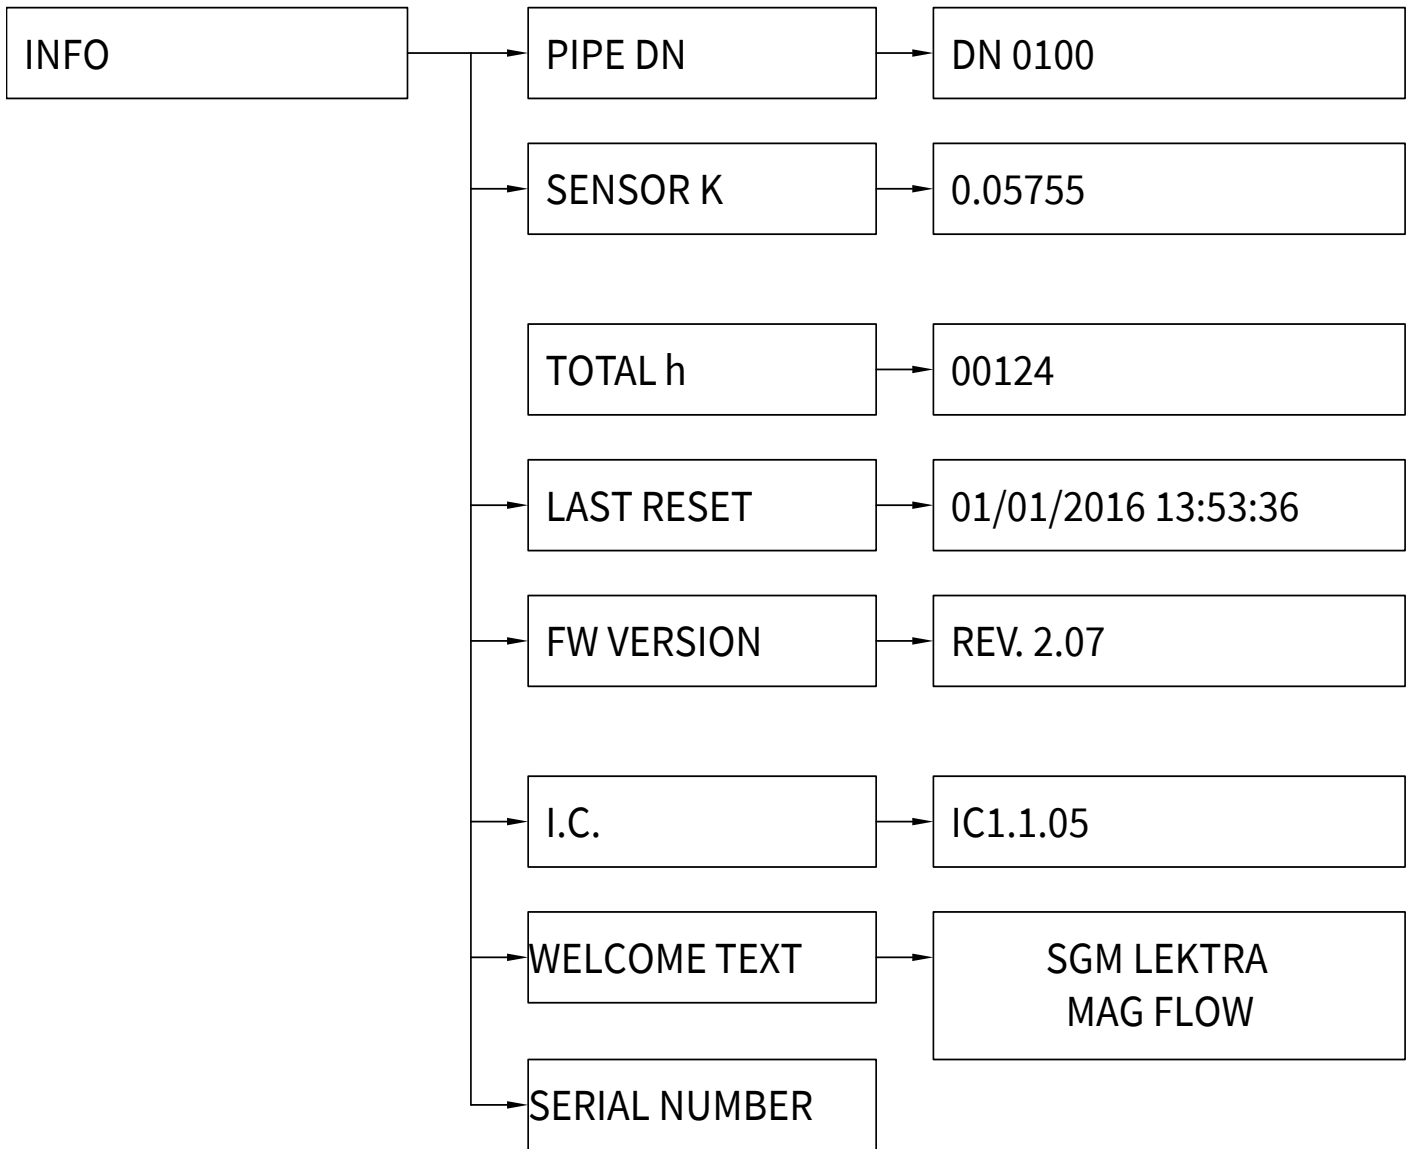 INFO
PIPE DN
DN 0100
SENSOR K
0.05755
TOTAL h
00124
LAST RESET
01/01/2016 13:53:36
FW VERSION
REV. 2.07
I.C.
IC1.1.05
WELCOME TEXT
SGM LEKTRA
MAG FLOW
SERIAL NUMBER